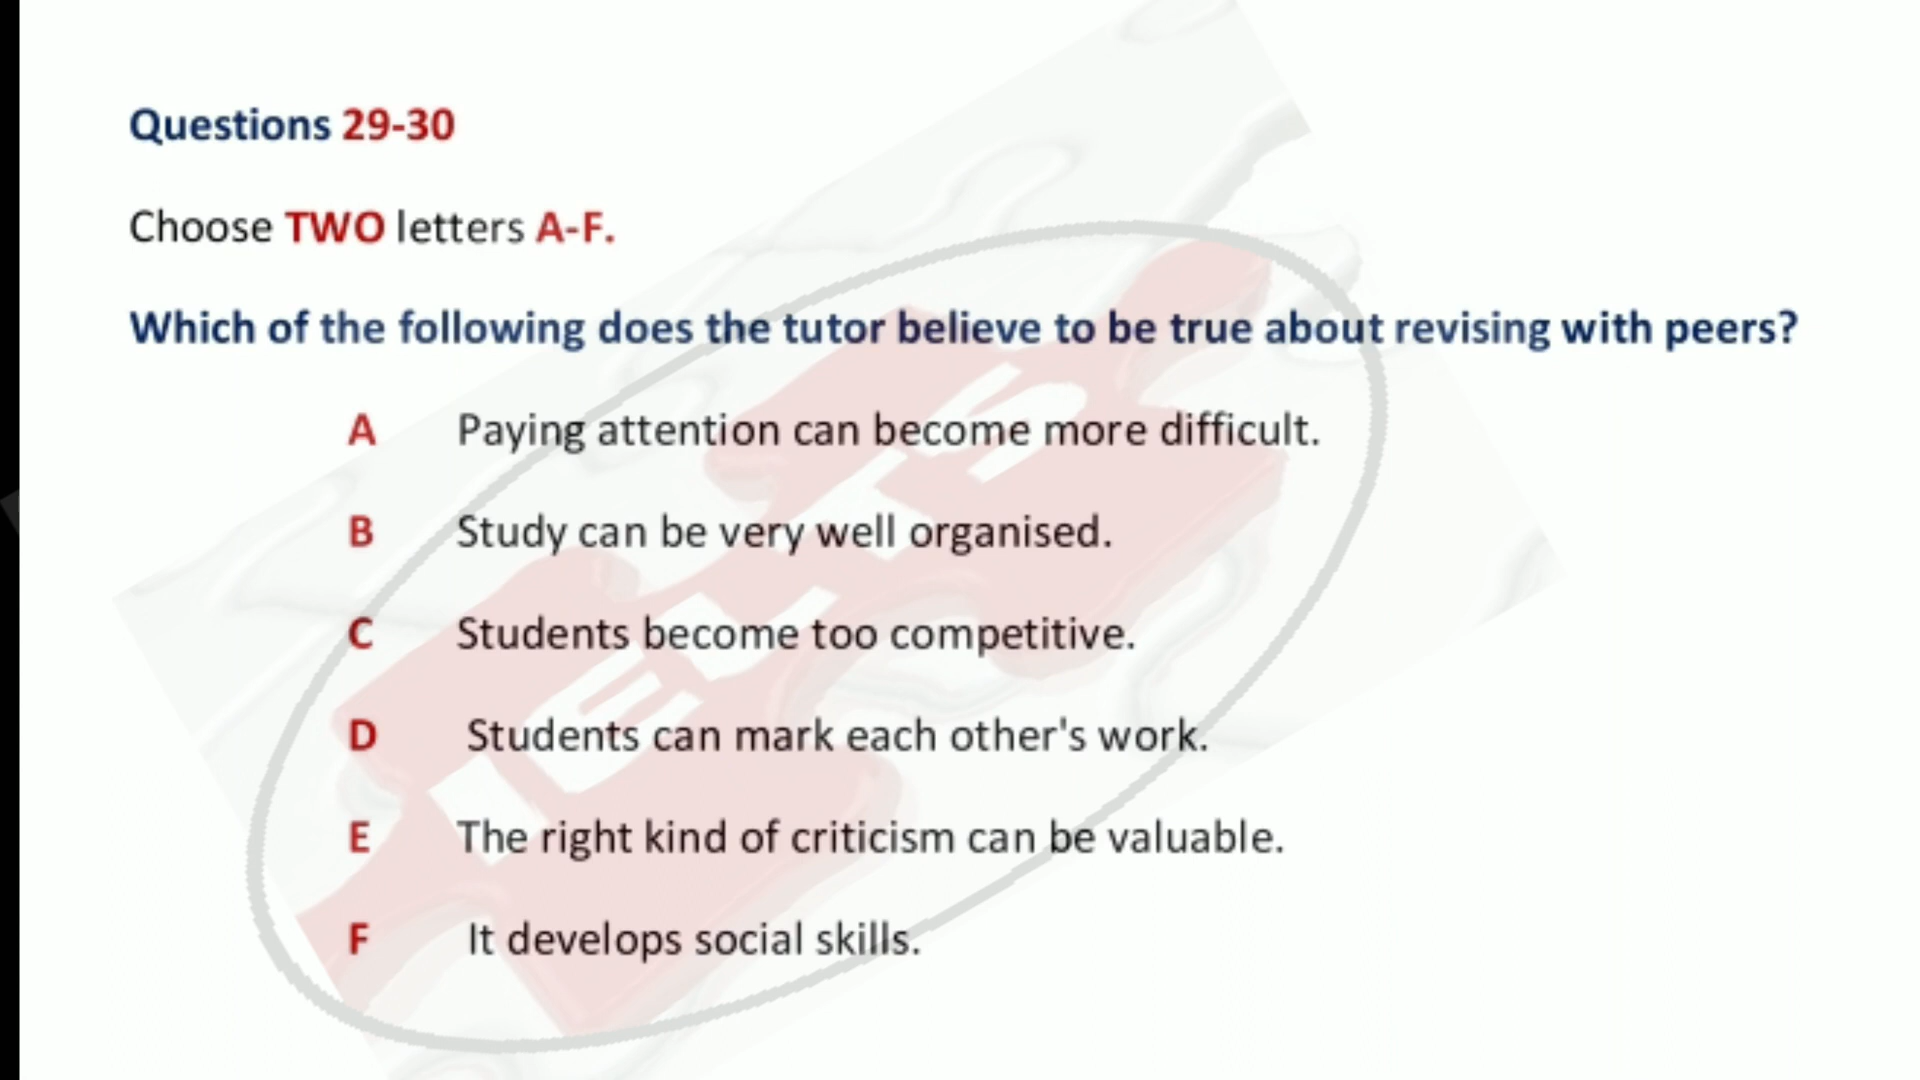 Questions 29-30
Choose TWO letters A-F.
Which of the following does the tutor believe to be true about revising with peers?
A Paying attention can become more difficult.
B Study can be very well organised.
C Students become too competitive.
D Students can mark each other's work.
E The right kind of criticism can be valuable.
F It develops social skills.
IELTS